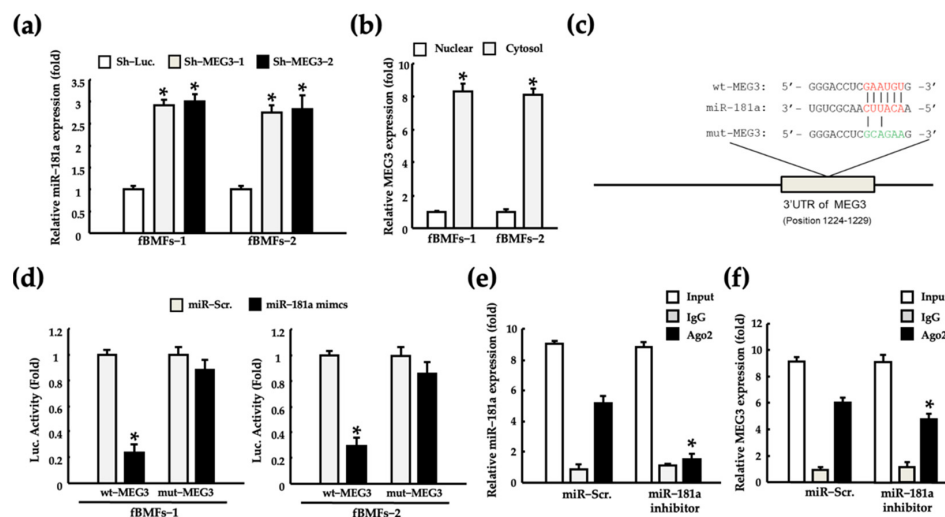 (a)
Sh-Luc. Sh-MEG3-1 Sh-MEG3-2
Relative miR-181a expression (fold)
3.5
3
2.5
2
1.5
1
0.5
0
* * * *
fBMFs-1 fBMFs-2
(b)
Nuclear Cytosol
Relative MEG3 expression (fold)
10
8
6
4
2
0
* *
fBMFs-1 fBMFs-2
(c)
wt-MEG3: 5'- GGGACCUCGAAUGUG -3'
miR-181a: 3'- UGUCGCAACUUACAA -5'
mut-MEG3: 5'- GGGACCUCGCAGAAG -3'
3'UTR of MEG3
(Position 1224-1229)
(d)
miR-Scr. miR-181a mimcs
Luc. Activity (Fold)
1.2
1
0.8
0.6
0.4
0.2
0
*
wt-MEG3 mut-MEG3
fBMFs-1
Luc. Activity (Fold)
1.2
1
0.8
0.6
0.4
0.2
0
*
wt-MEG3 mut-MEG3
fBMFs-2
(e)
Input
IgG
Ago2
Relative miR-181a expression (fold)
10
8
6
4
2
0
*
miR-Scr. miR-181a
inhibitor
(f)
Input
IgG
Ago2
Relative MEG3 expression (fold)
12
10
8
6
4
2
0
*
miR-Scr. miR-181a
inhibitor